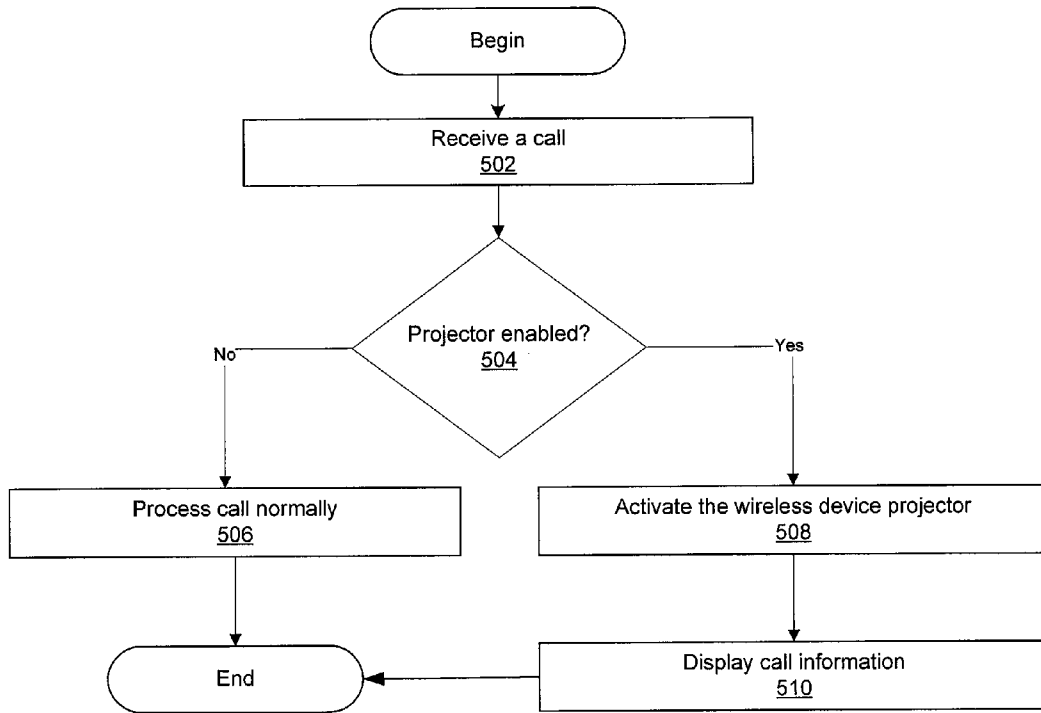 Begin
Receive a call
502
Projector enabled?
504
No
Yes
Process call normally
506
Activate the wireless device projector
508
End
Display call information
510